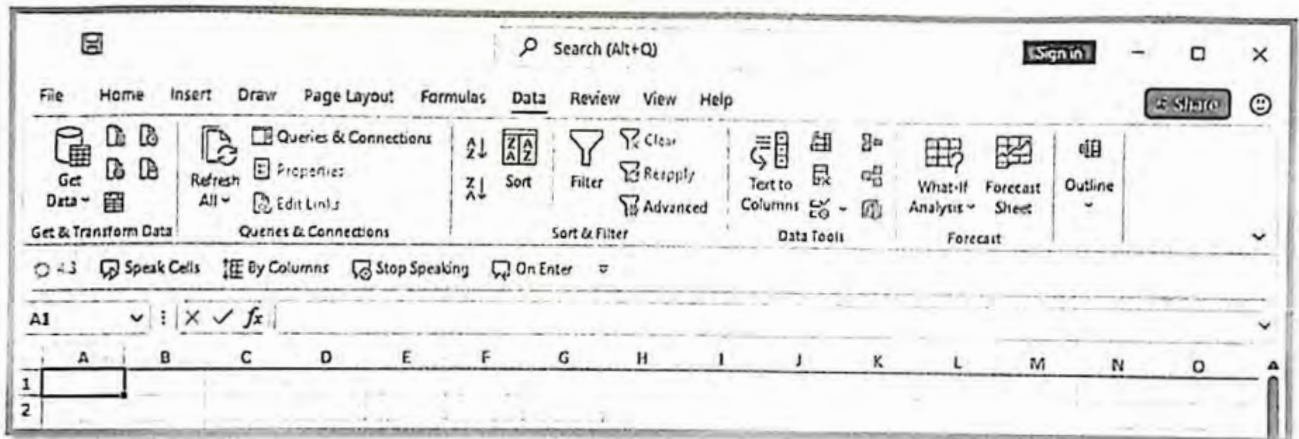 Search (Alt+Q) Sign in
File Home Insert Draw Page Layout Formulas Data Review View Help Share
Get Data
Refresh All
Queries & Connections
Properties
Edit Links
A Z
Z A
Z A A Z
Sort
Filter
Clear
Reapply
Advanced
Text to Columns
What-If Analysis
Forecast Sheet
Outline
Get & Transform Data Queries & Connections Sort & Filter Data Tools Forecast
Speak Cells By Columns Stop Speaking On Enter
A1 fx
A B C D E F G H I J K L M N O
1
2